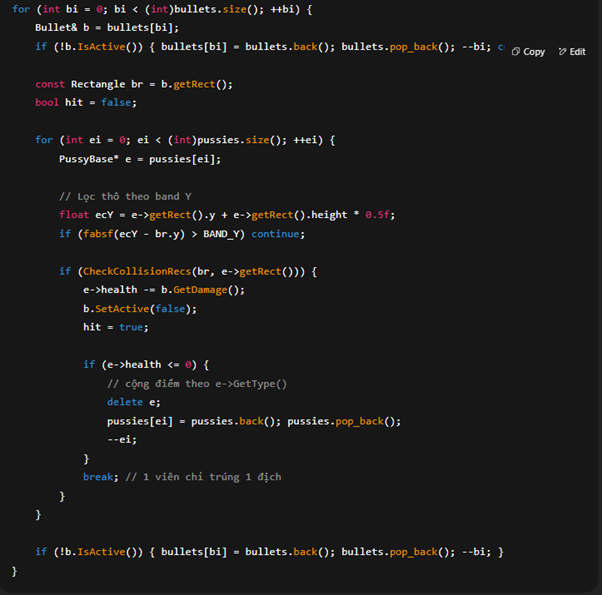 for (int bi = 0; bi < (int)bullets.size(); ++bi) {
    Bullet& b = bullets[bi];
    if (!b.IsActive()) { bullets[bi] = bullets.back(); bullets.pop_back(); --bi; c
Copy Edit
    const Rectangle br = b.getRect();
    bool hit = false;
    for (int ei = 0; ei < (int)pussies.size(); ++ei) {
        PussyBase* e = pussies[ei];
        // Lọc thô theo band Y
        float ecY = e->getRect().y + e->getRect().height * 0.5f;
        if (fabsf(ecY - br.y) > BAND_Y) continue;
        if (CheckCollisionRecs(br, e->getRect())) {
            e->health -= b.GetDamage();
            b.SetActive(false);
            hit = true;
            if (e->health <= 0) {
                // cộng điểm theo e->GetType()
                delete e;
                pussies[ei] = pussies.back(); pussies.pop_back();
                --ei;
            }
            break; // 1 viên chỉ trúng 1 địch
        }
    }
    if (!b.IsActive()) { bullets[bi] = bullets.back(); bullets.pop_back(); --bi; }
}